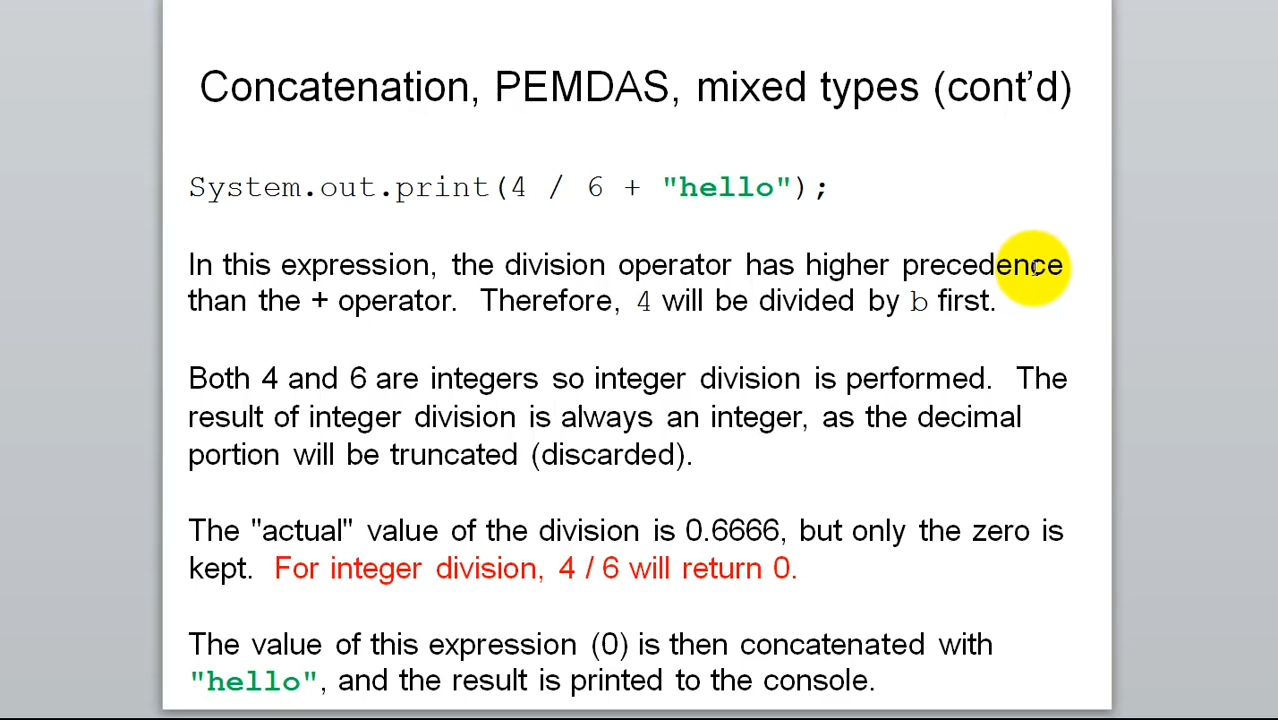 Concatenation, PEMDAS, mixed types (cont’d)
System.out.print(4 / 6 + "hello");
In this expression, the division operator has higher precedence
than the + operator. Therefore, 4 will be divided by b first.
Both 4 and 6 are integers so integer division is performed. The
result of integer division is always an integer, as the decimal
portion will be truncated (discarded).
The "actual" value of the division is 0.6666, but only the zero is
kept. For integer division, 4 / 6 will return 0.
The value of this expression (0) is then concatenated with
"hello", and the result is printed to the console.